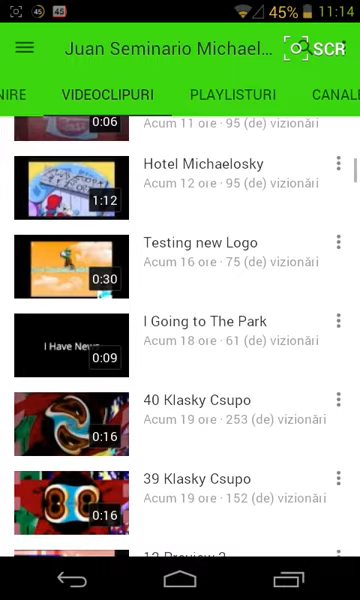 45
45
45%
11:14
Juan Seminario Michael...
SCR
NIRE
VIDEOCLIPURI
PLAYLISTURI
CANALE
0:06
Acum 11 ore · 95 (de) vizionări
Hotel Michaelosky
Acum 12 ore · 95 (de) vizionări
1:12
Testing new Logo
Acum 16 ore · 75 (de) vizionări
0:30
I Going to The Park
Acum 18 ore · 61 (de) vizionări
I Have News
0:09
40 Klasky Csupo
Acum 19 ore · 253 (de) vizionări
0:16
39 Klasky Csupo
Acum 19 ore · 152 (de) vizionări
0:16